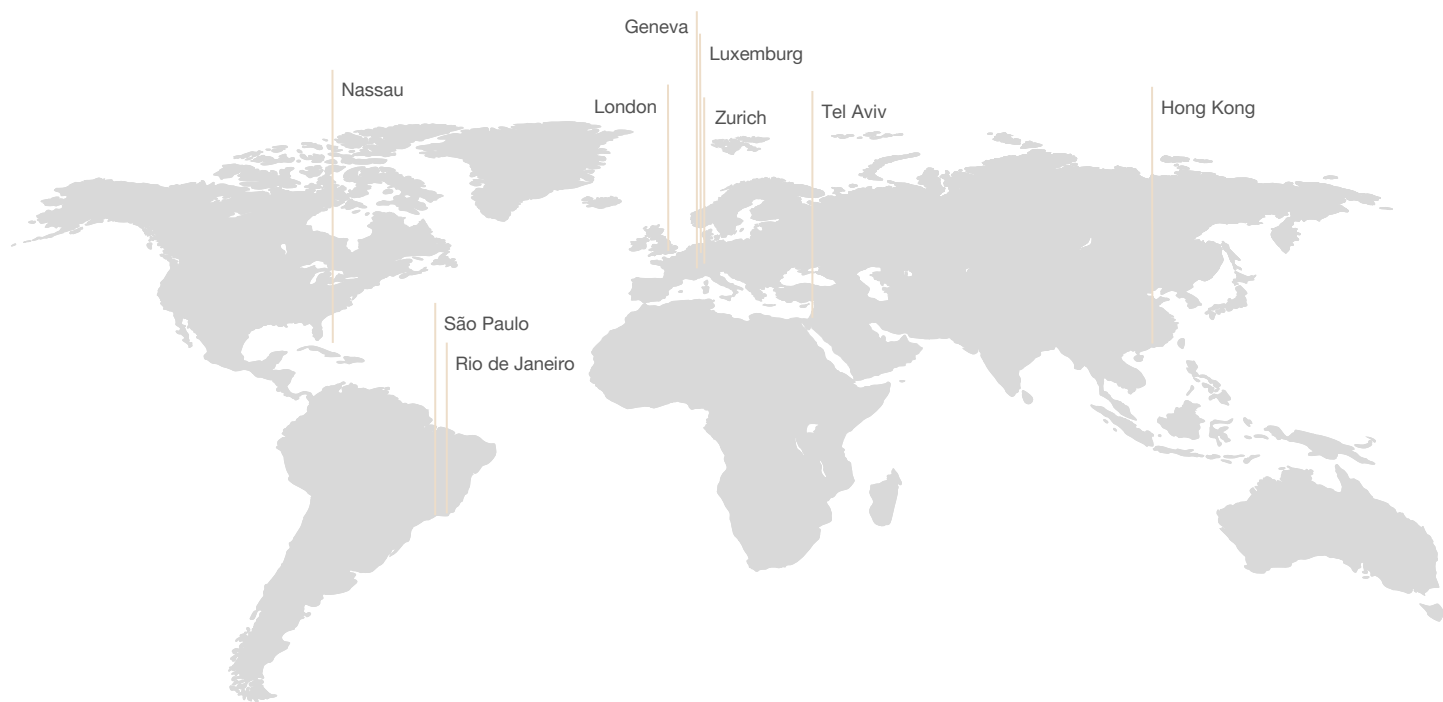 Geneva
Luxemburg
Nassau
London
Zurich
Tel Aviv
Hong Kong
São Paulo
Rio de Janeiro